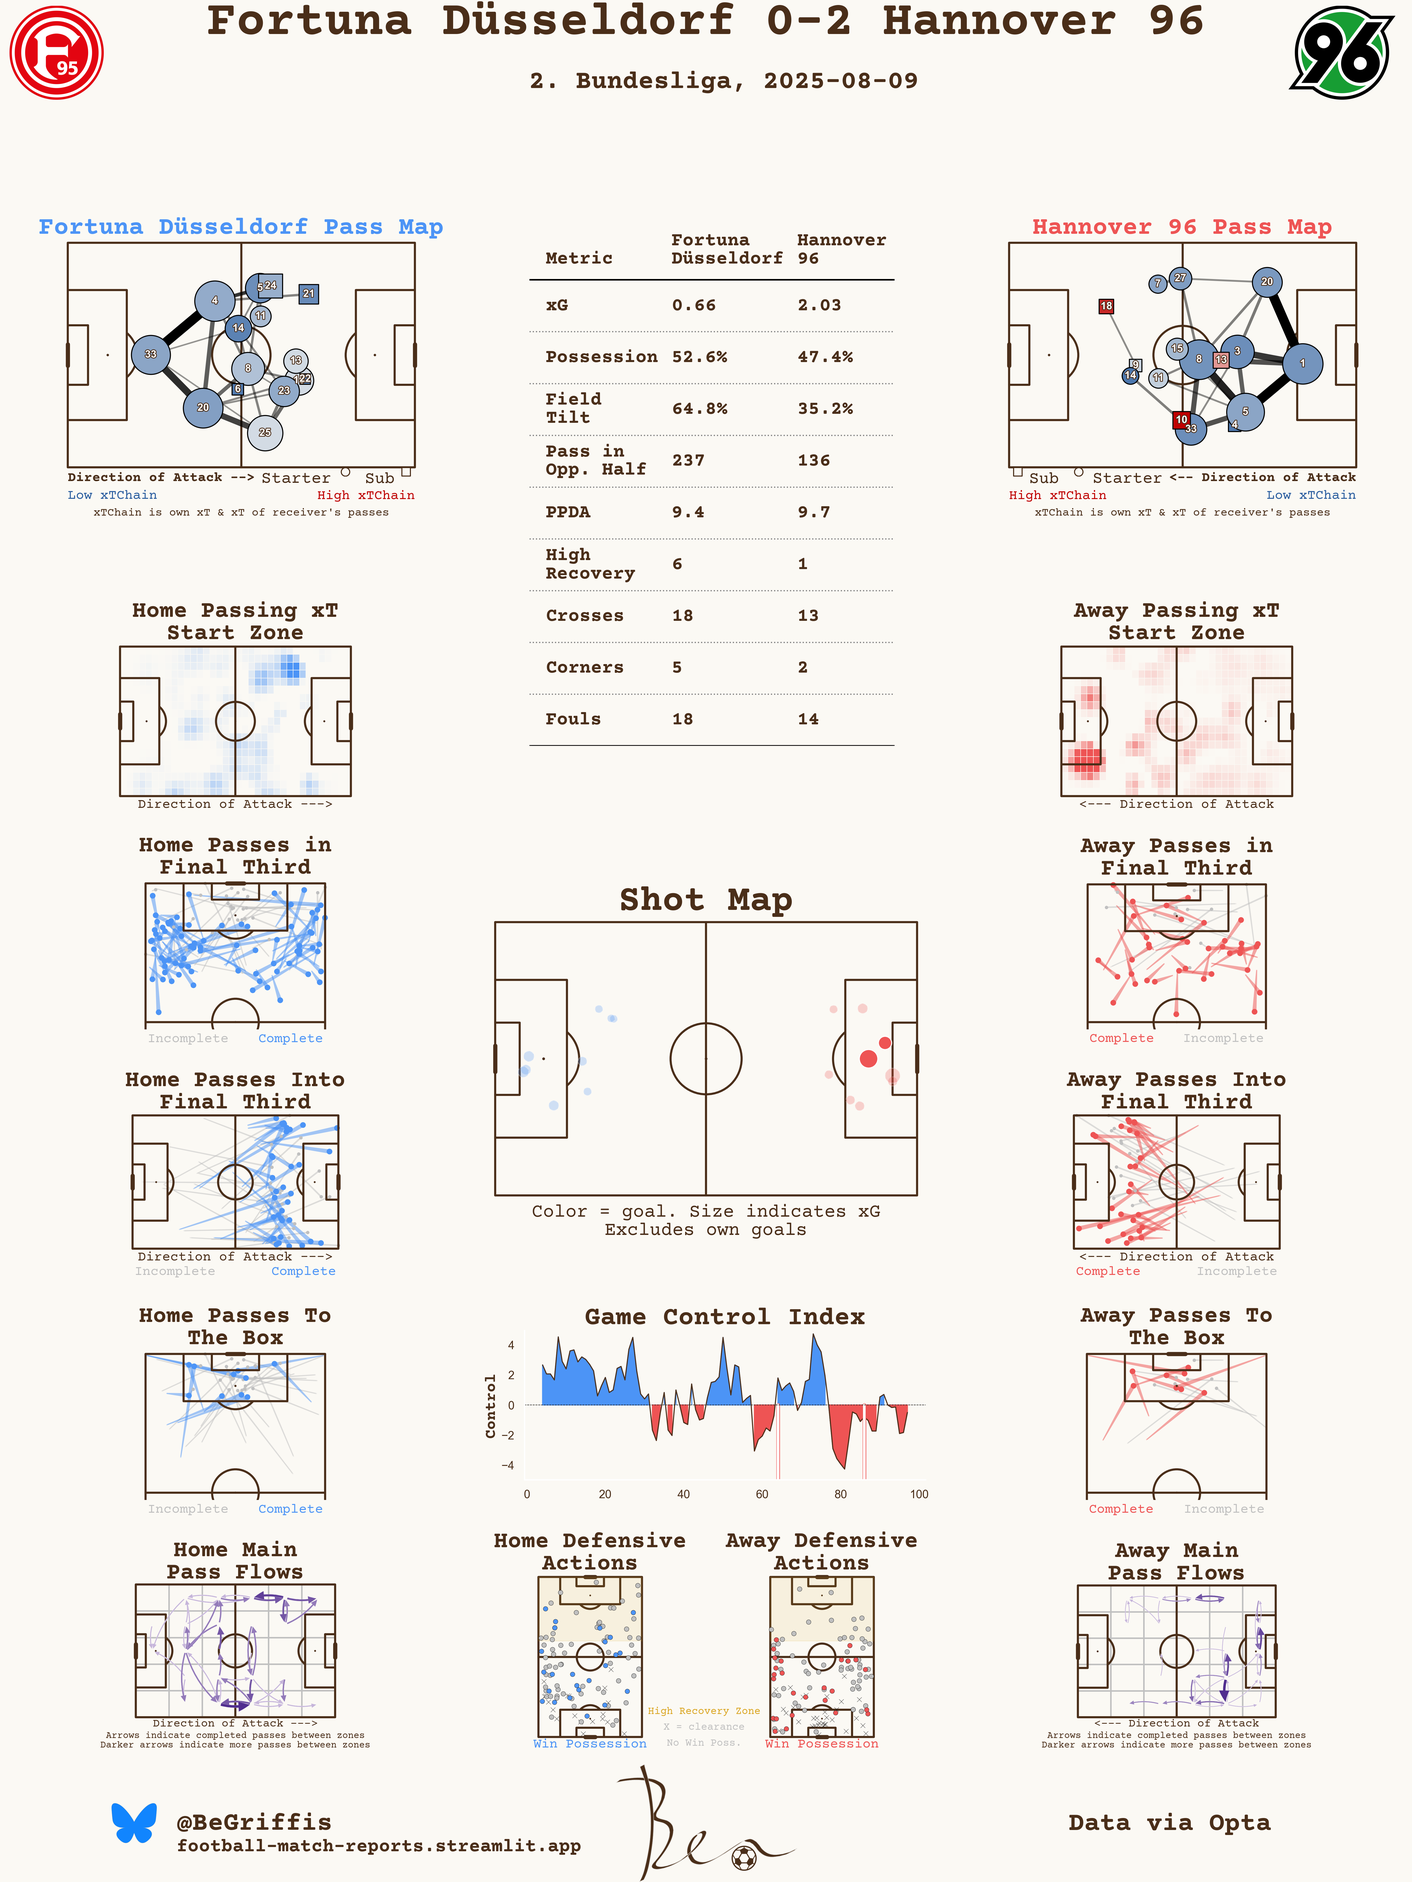 Fortuna Düsseldorf 0-2 Hannover 96
2. Bundesliga, 2025-08-09
F
95
96
Fortuna Düsseldorf Pass Map
4
5
24
21
11
14
33
8
13
22
6
23
20
25
Direction of Attack --> Starter Sub
Low xTChain High xTChain
xTChain is own xT & xT of receiver's passes
Metric Fortuna Düsseldorf Hannover 96
xG 0.66 2.03
Possession 52.6% 47.4%
Field Tilt 64.8% 35.2%
Pass in Opp. Half 237 136
PPDA 9.4 9.7
High Recovery 6 1
Crosses 18 13
Corners 5 2
Fouls 18 14
Hannover 96 Pass Map
7
27
20
18
15
8
13
3
1
9
14
11
10
33
4
5
Sub Starter <-- Direction of Attack
High xTChain Low xTChain
xTChain is own xT & xT of receiver's passes
Home Passing xT
Start Zone
Direction of Attack --->
Away Passing xT
Start Zone
<--- Direction of Attack
Home Passes in
Final Third
Incomplete Complete
Away Passes in
Final Third
Complete Incomplete
Shot Map
Color = goal. Size indicates xG
Excludes own goals
Home Passes Into
Final Third
Direction of Attack --->
Incomplete Complete
Away Passes Into
Final Third
<--- Direction of Attack
Complete Incomplete
Home Passes To
The Box
Incomplete Complete
Game Control Index
Control
4
2
0
−2
−4
0 20 40 60 80 100
Away Passes To
The Box
Complete Incomplete
Home Main
Pass Flows
Direction of Attack --->
Arrows indicate completed passes between zones
Darker arrows indicate more passes between zones
Home Defensive
Actions
Win Possession
High Recovery Zone
X = clearance
No Win Poss.
Away Defensive
Actions
Win Possession
Away Main
Pass Flows
<--- Direction of Attack
Arrows indicate completed passes between zones
Darker arrows indicate more passes between zones
@BeGriffis
football-match-reports.streamlit.app
Ben
Data via Opta